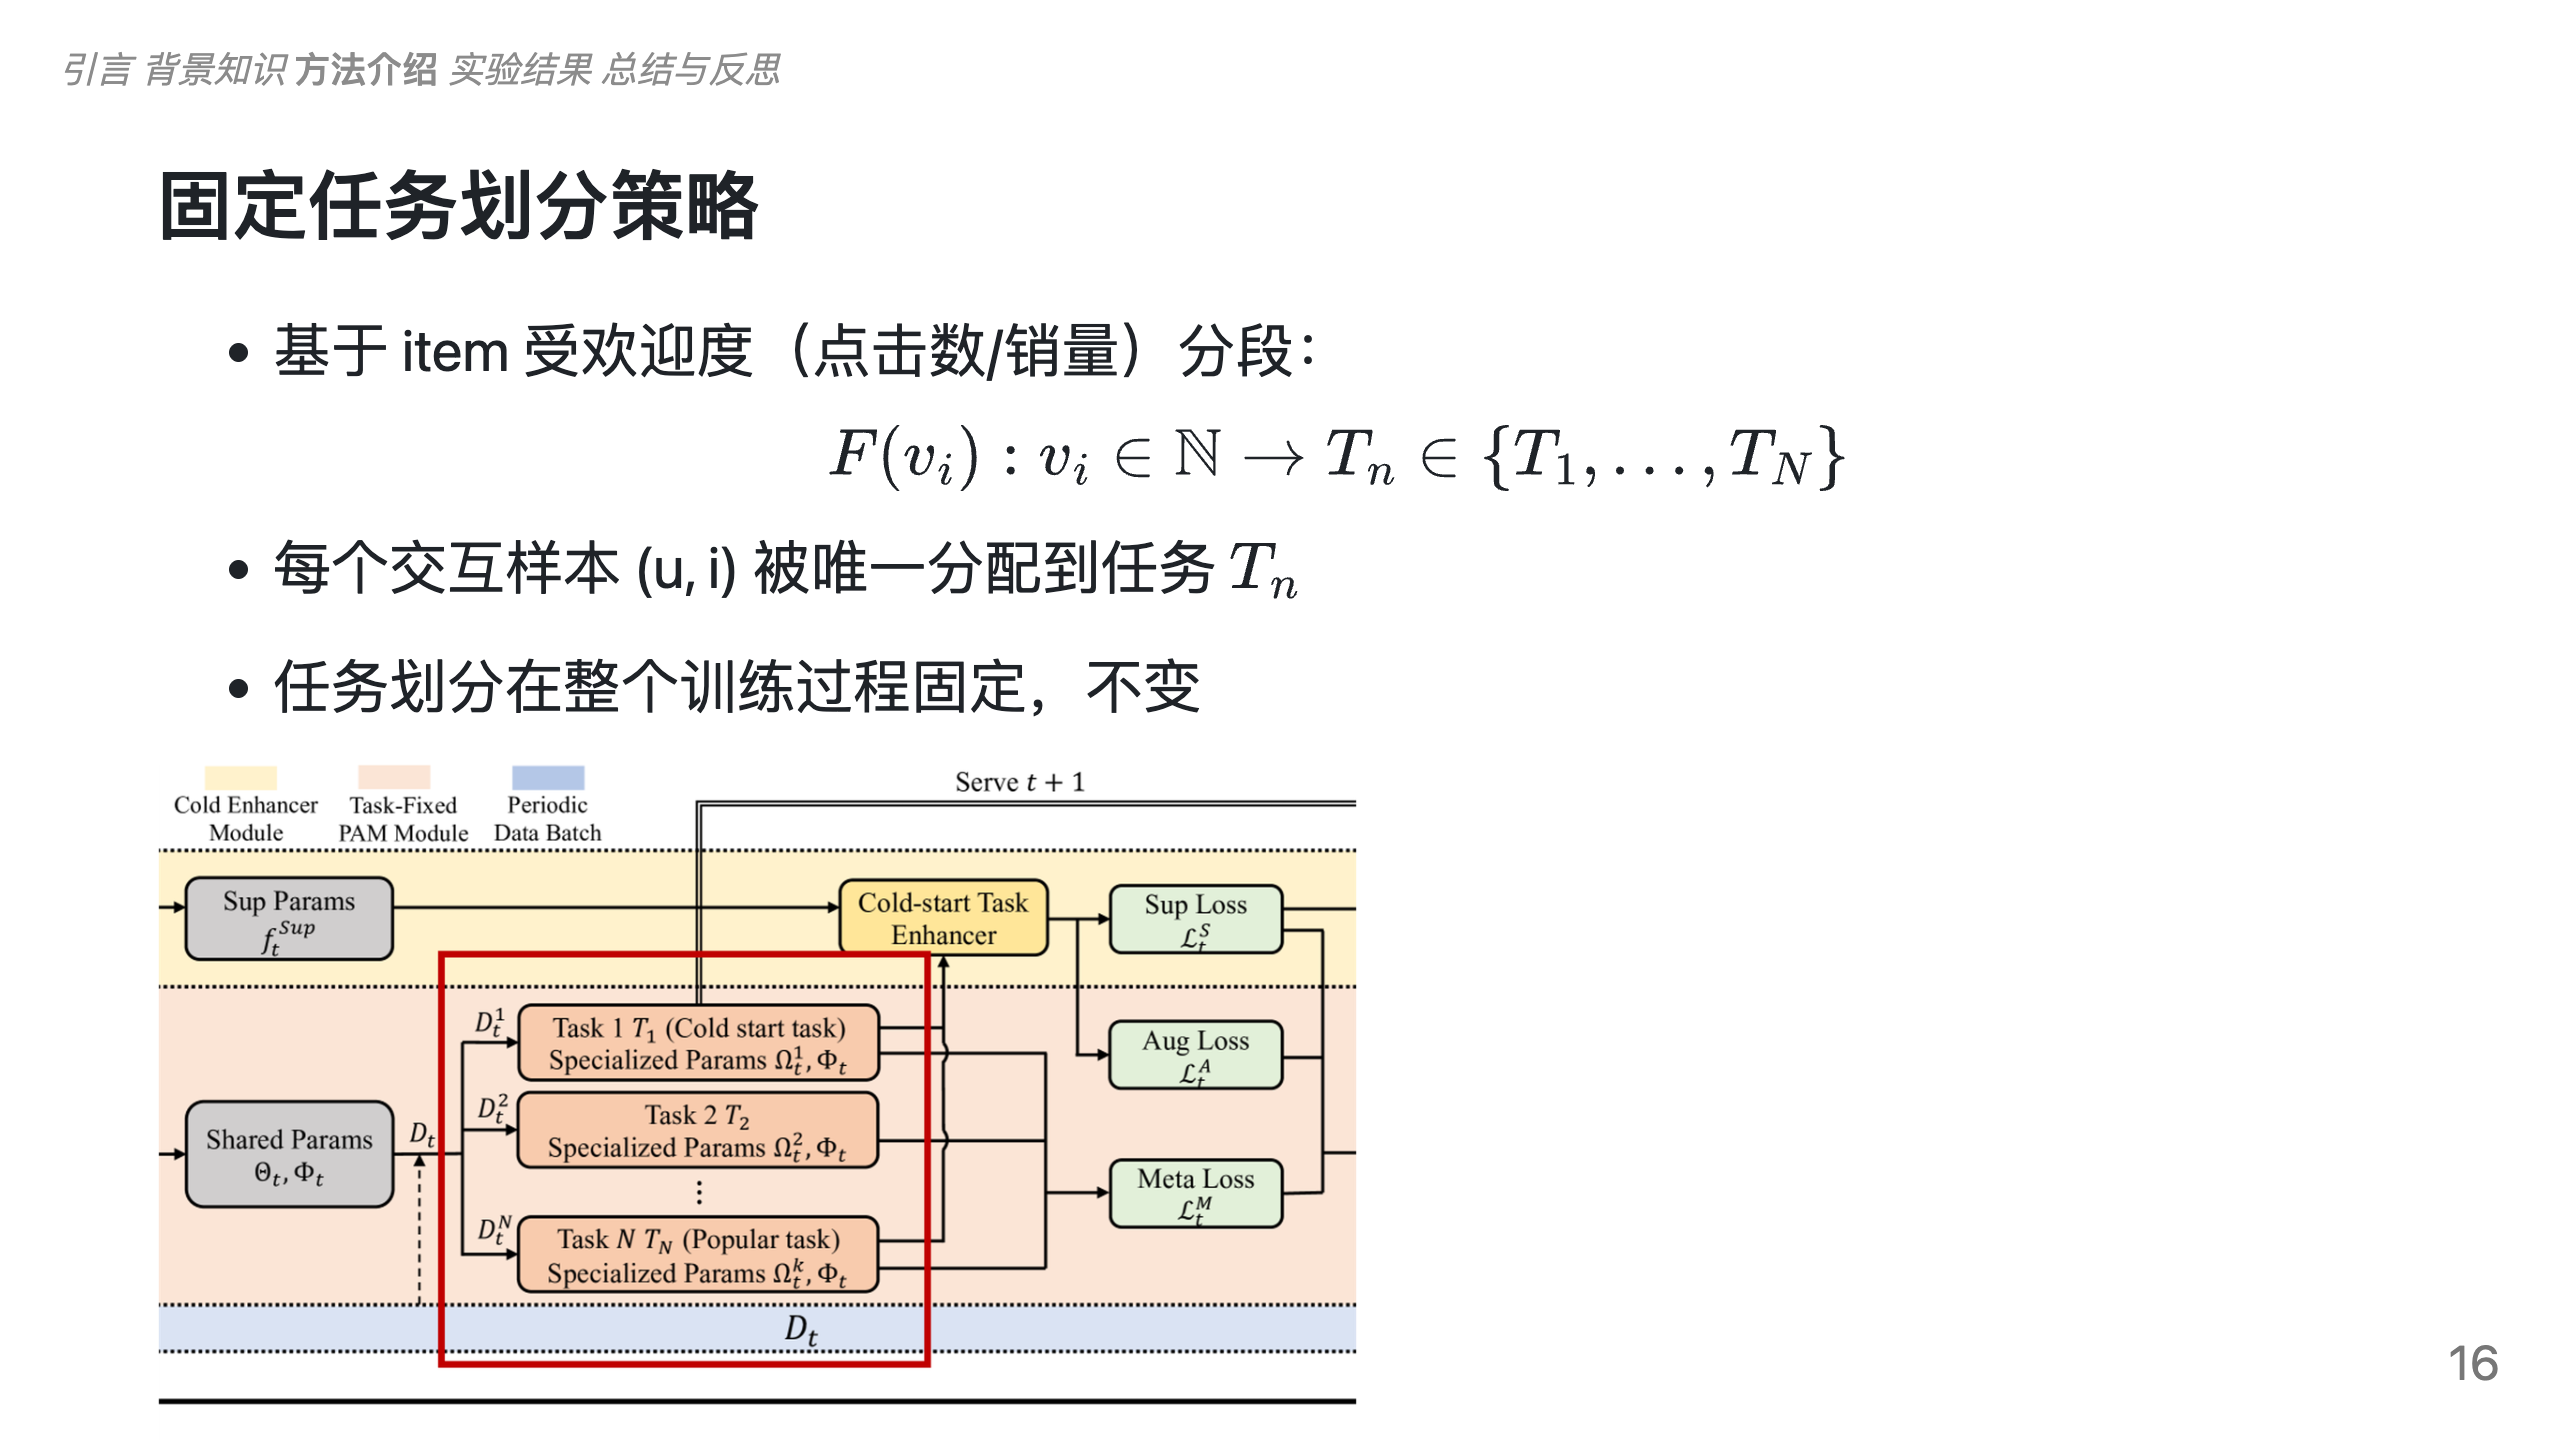 引言 背景知识 方法介绍 实验结果 总结与反思
固定任务划分策略
• 基于 item 受欢迎度（点击数/销量）分段：
F(v_i) : v_i ∈ ℕ → T_n ∈ {T_1, . . . , T_N}
• 每个交互样本 (u, i) 被唯一分配到任务 T_n
• 任务划分在整个训练过程固定，不变
Cold Enhancer
Module
Task-Fixed
PAM Module
Periodic
Data Batch
Serve t + 1
Sup Params
f_t^{Sup}
Cold-start Task
Enhancer
Sup Loss
ℒ_t^S
D_t^1
Task 1 T_1 (Cold start task)
Specialized Params Ω_t^1, Φ_t
Aug Loss
ℒ_t^A
D_t^2
Task 2 T_2
Specialized Params Ω_t^2, Φ_t
Shared Params
Θ_t, Φ_t
D_t
⋮
Meta Loss
ℒ_t^M
D_t^N
Task N T_N (Popular task)
Specialized Params Ω_t^k, Φ_t
D_t
16